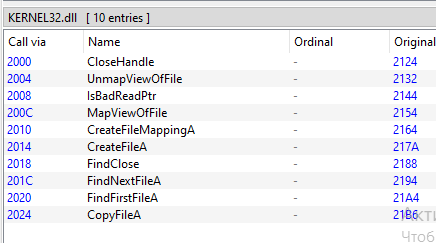 KERNEL32.dll [ 10 entries ]
Call via Name Ordinal Original
2000 CloseHandle - 2124
2004 UnmapViewOfFile - 2132
2008 IsBadReadPtr - 2144
200C MapViewOfFile - 2154
2010 CreateFileMappingA - 2164
2014 CreateFileA - 217A
2018 FindClose - 2188
201C FindNextFileA - 2194
2020 FindFirstFileA - 21A4
2024 CopyFileA - 21B6
Чтоб